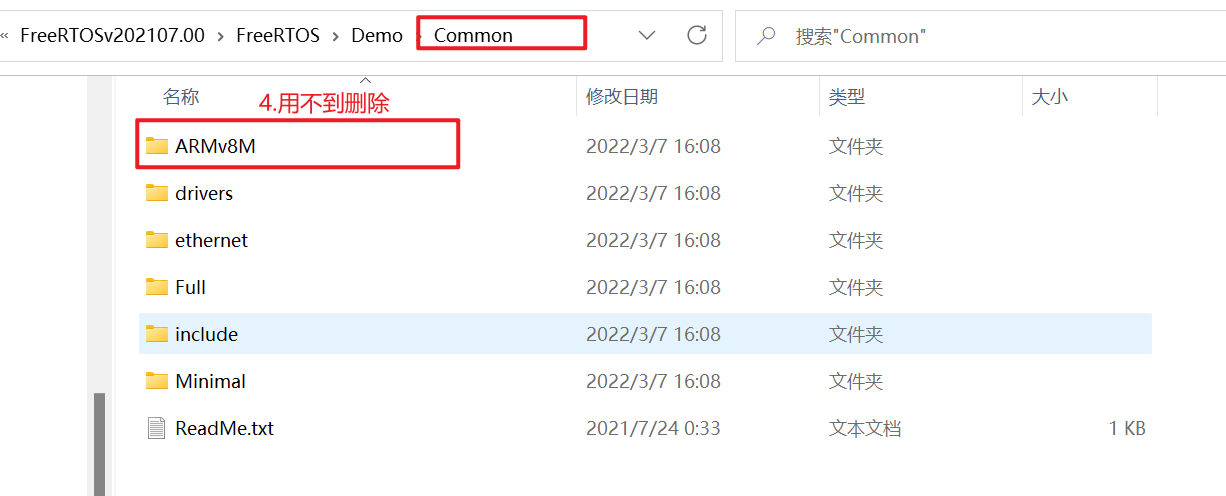 « FreeRTOSv202107.00 › FreeRTOS › Demo › Common
搜索"Common"
名称
4.用不到删除
修改日期
类型
大小
ARMv8M 2022/3/7 16:08 文件夹
drivers 2022/3/7 16:08 文件夹
ethernet 2022/3/7 16:08 文件夹
Full 2022/3/7 16:08 文件夹
include 2022/3/7 16:08 文件夹
Minimal 2022/3/7 16:08 文件夹
ReadMe.txt 2021/7/24 0:33 文本文档 1 KB